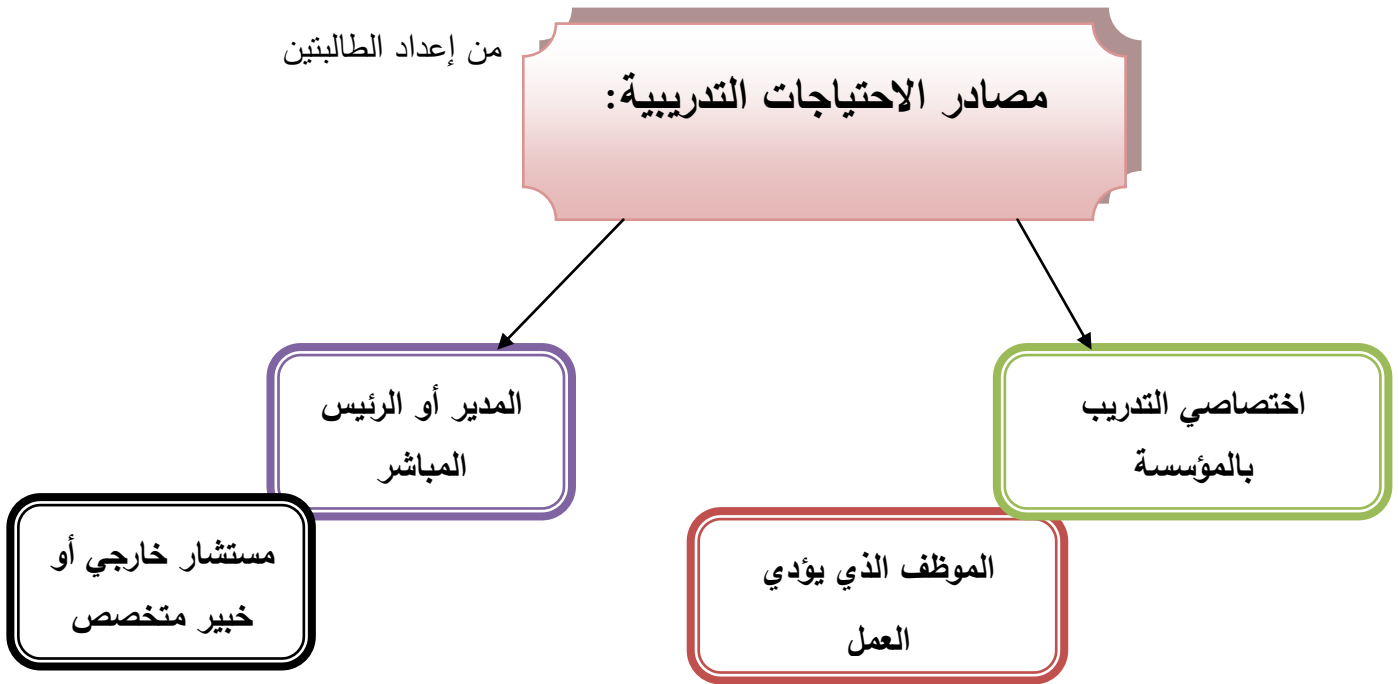 من إعداد الطالبتين
مصادر الاحتياجات التدريبية:
اختصاصي التدريب
بالمؤسسة
المدير أو الرئيس
المباشر
الموظف الذي يؤدي
العمل
مستشار خارجي أو
خبير متخصص